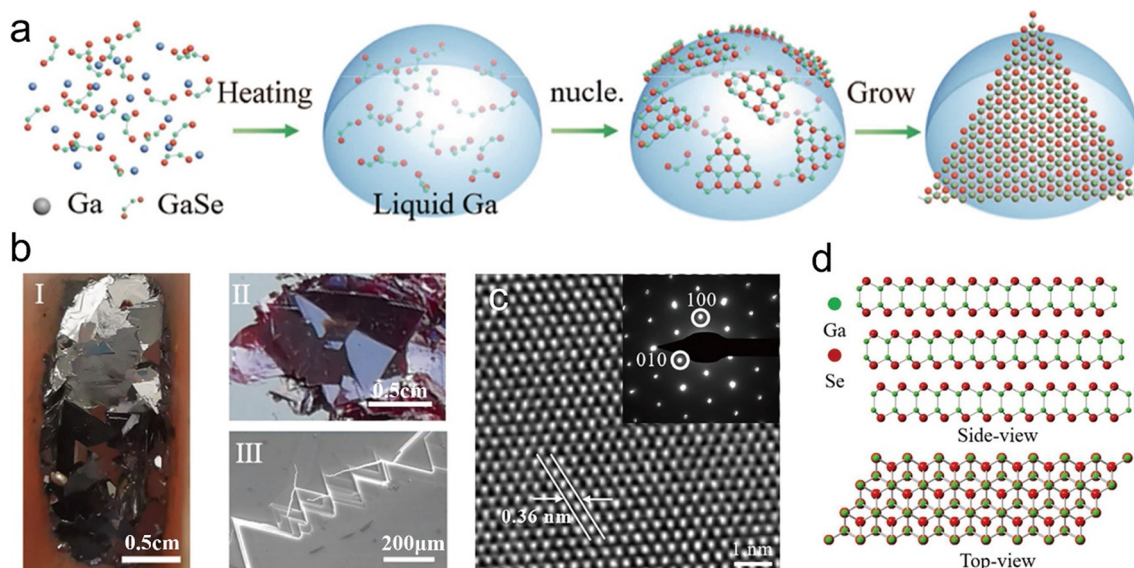 a
Heating
nucle.
Grow
Ga
GaSe
Liquid Ga
b
I
0.5cm
II
0.5cm
III
200μm
c
100
010
0.36 nm
1 nm
d
Ga
Se
Side-view
Top-view